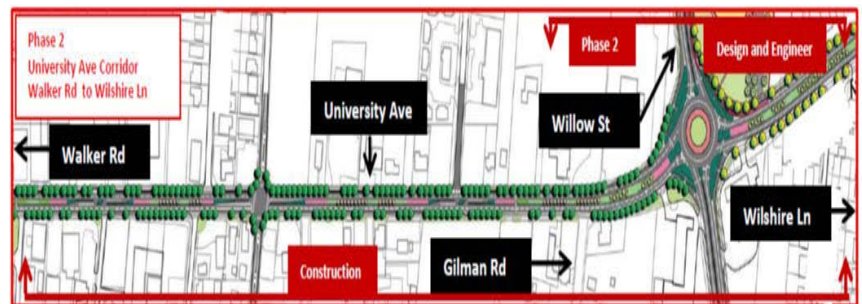 Phase 2
University Ave Corridor
Walker Rd to Wilshire Ln
Phase 2
Design and Engineer
University Ave
Willow St
Walker Rd
Wilshire Ln
Gilman Rd
Construction